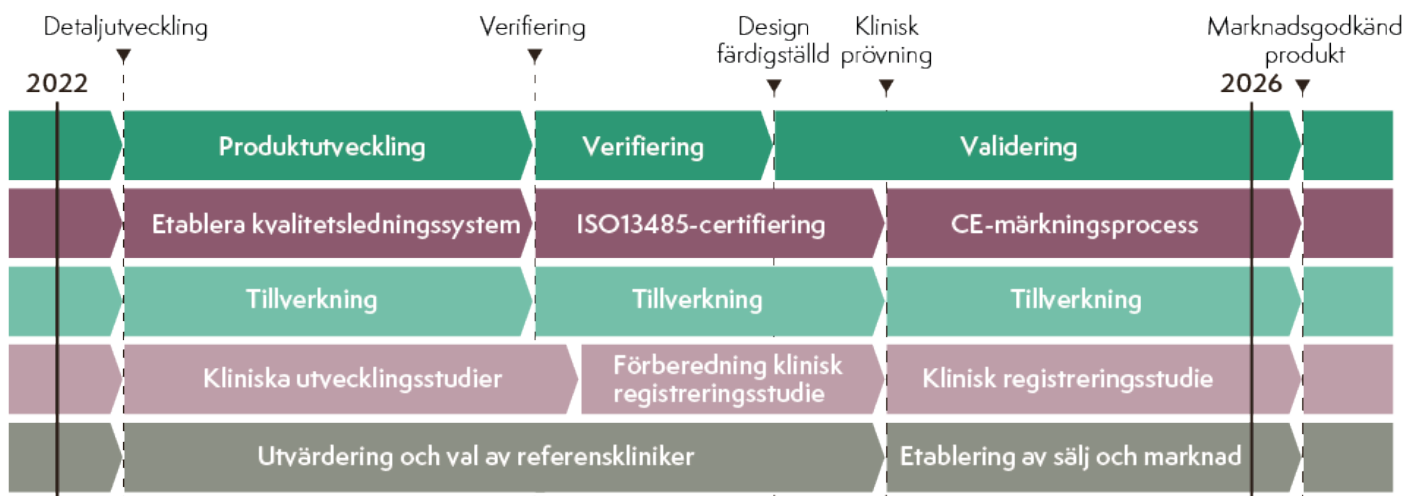 Detaljutveckling
Verifiering
Design
färdigställd
Klinisk
prövning
Marknadsgodkänd
produkt
2022
2026
Produktutveckling
Verifiering
Validering
Etablera kvalitetsledningssystem
ISO13485-certifiering
CE-märkningsprocess
Tillverkning
Tillverkning
Tillverkning
Kliniska utvecklingsstudier
Förberedning klinisk
registreringsstudie
Klinisk registreringsstudie
Utvärdering och val av referenskliniker
Etablering av sälj och marknad